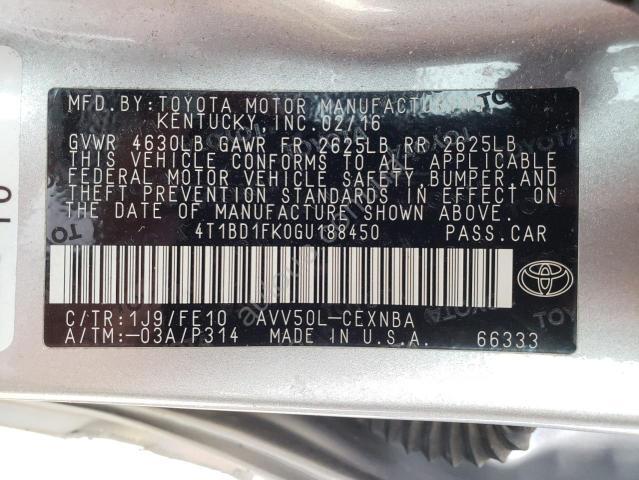 MFD.BY:TOYOTA MOTOR MANUFACTURING
KENTUCKY,INC.02/16
GVWR 4630LB GAWR FR 2625LB RR 2625LB
THIS VEHICLE CONFORMS TO ALL APPLICABLE
FEDERAL MOTOR VEHICLE SAFETY,BUMPER,AND
THEFT PREVENTION STANDARDS IN EFFECT ON
THE DATE OF MANUFACTURE SHOWN ABOVE.
4T1BD1FK0GU188450 PASS.CAR
C/TR:1J9/FE10 AVV50L-CEXNBA
A/TM:-03A/P314 MADE IN U.S.A. 66333
TOYOTA